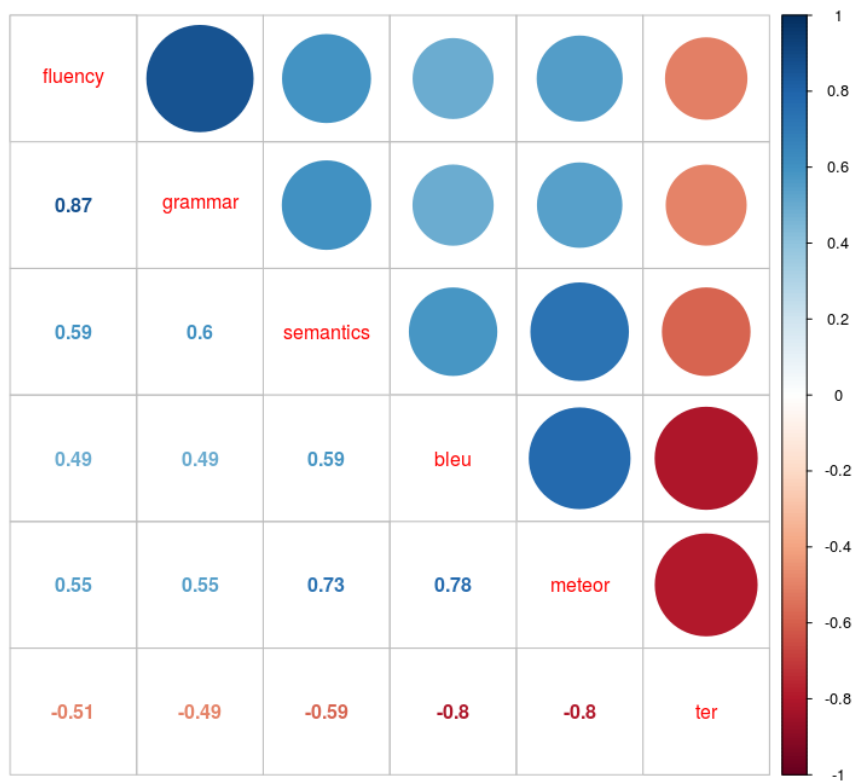 1
fluency
0.8
0.87 grammar
0.6
0.4
0.59 0.6 semantics
0.2
0
0.49 0.49 0.59 bleu
-0.2
-0.4
0.55 0.55 0.73 0.78 meteor
-0.6
-0.51 -0.49 -0.59 -0.8 -0.8 ter
-0.8
-1